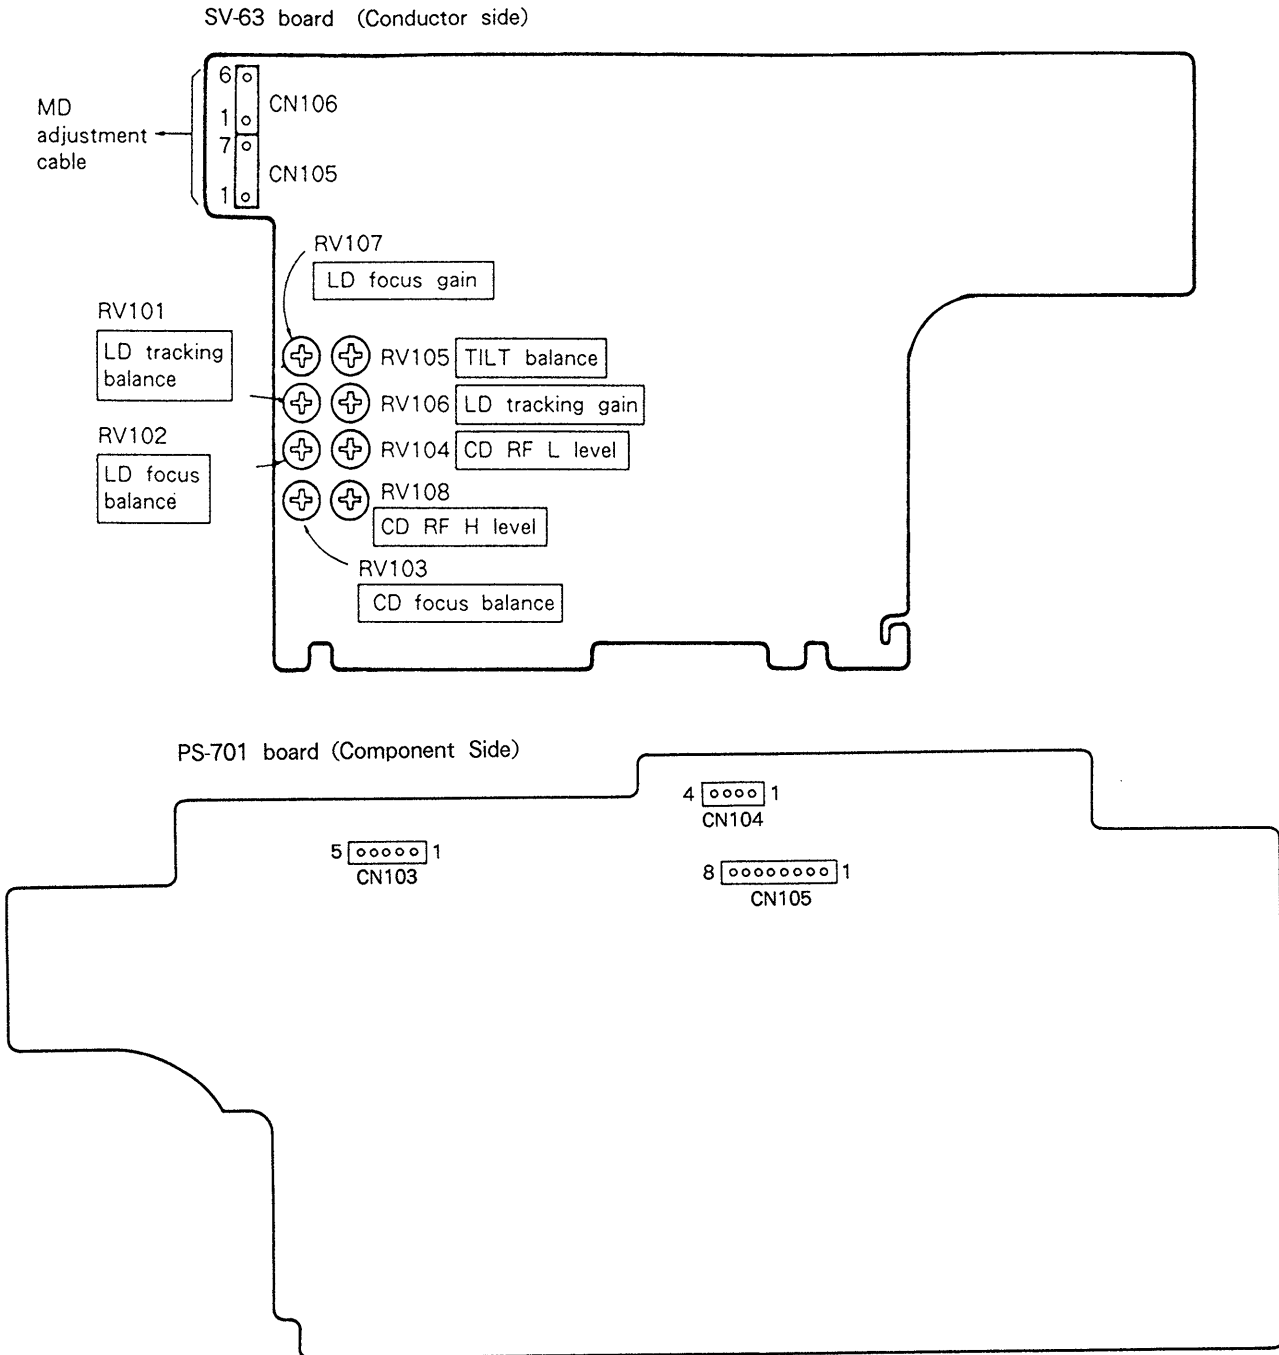 SV-63 board (Conductor side)
MD
adjustment
cable
6
1
CN106
7
1
CN105
RV107
LD focus gain
RV101
LD tracking
balance
RV105 TILT balance
RV106 LD tracking gain
RV102
LD focus
balance
RV104 CD RF L level
RV108
CD RF H level
RV103
CD focus balance
PS-701 board (Component Side)
4 1
CN104
5 1
CN103
8 1
CN105